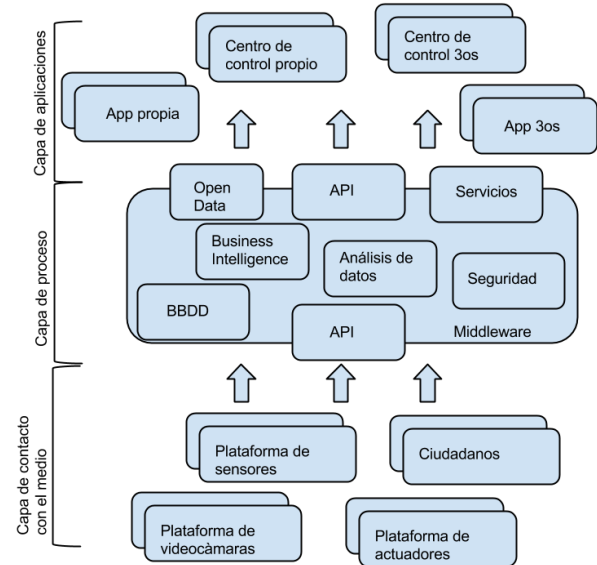 Capa de aplicaciones
Centro de
control propio
Centro de
control 3os
App propia
App 3os
Capa de proceso
Open
Data
API
Servicios
Business
Intelligence
Análisis de
datos
Seguridad
BBDD
API
Middleware
Capa de contacto
con el medio
Plataforma de
sensores
Ciudadanos
Plataforma de
videocàmaras
Plataforma de
actuadores